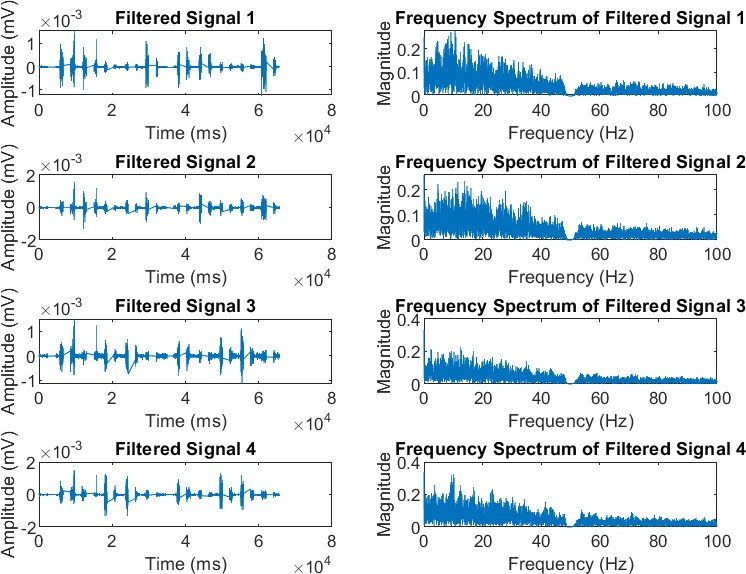 Filtered Signal 1
×10-3
Amplitude (mV)
1
0
-1
0 2 4 6 8
Time (ms)
×104
Frequency Spectrum of Filtered Signal 1
Magnitude
0.2
0.1
0
0 20 40 60 80 100
Frequency (Hz)
Filtered Signal 2
×10-3
Amplitude (mV)
2
0
-2
0 2 4 6 8
Time (ms)
×104
Frequency Spectrum of Filtered Signal 2
Magnitude
0.2
0.1
0
0 20 40 60 80 100
Frequency (Hz)
Filtered Signal 3
×10-3
Amplitude (mV)
1
0
-1
0 2 4 6 8
Time (ms)
×104
Frequency Spectrum of Filtered Signal 3
Magnitude
0.4
0.2
0
0 20 40 60 80 100
Frequency (Hz)
Filtered Signal 4
×10-3
Amplitude (mV)
2
0
-2
0 2 4 6 8
Time (ms)
×104
Frequency Spectrum of Filtered Signal 4
Magnitude
0.4
0.2
0
0 20 40 60 80 100
Frequency (Hz)